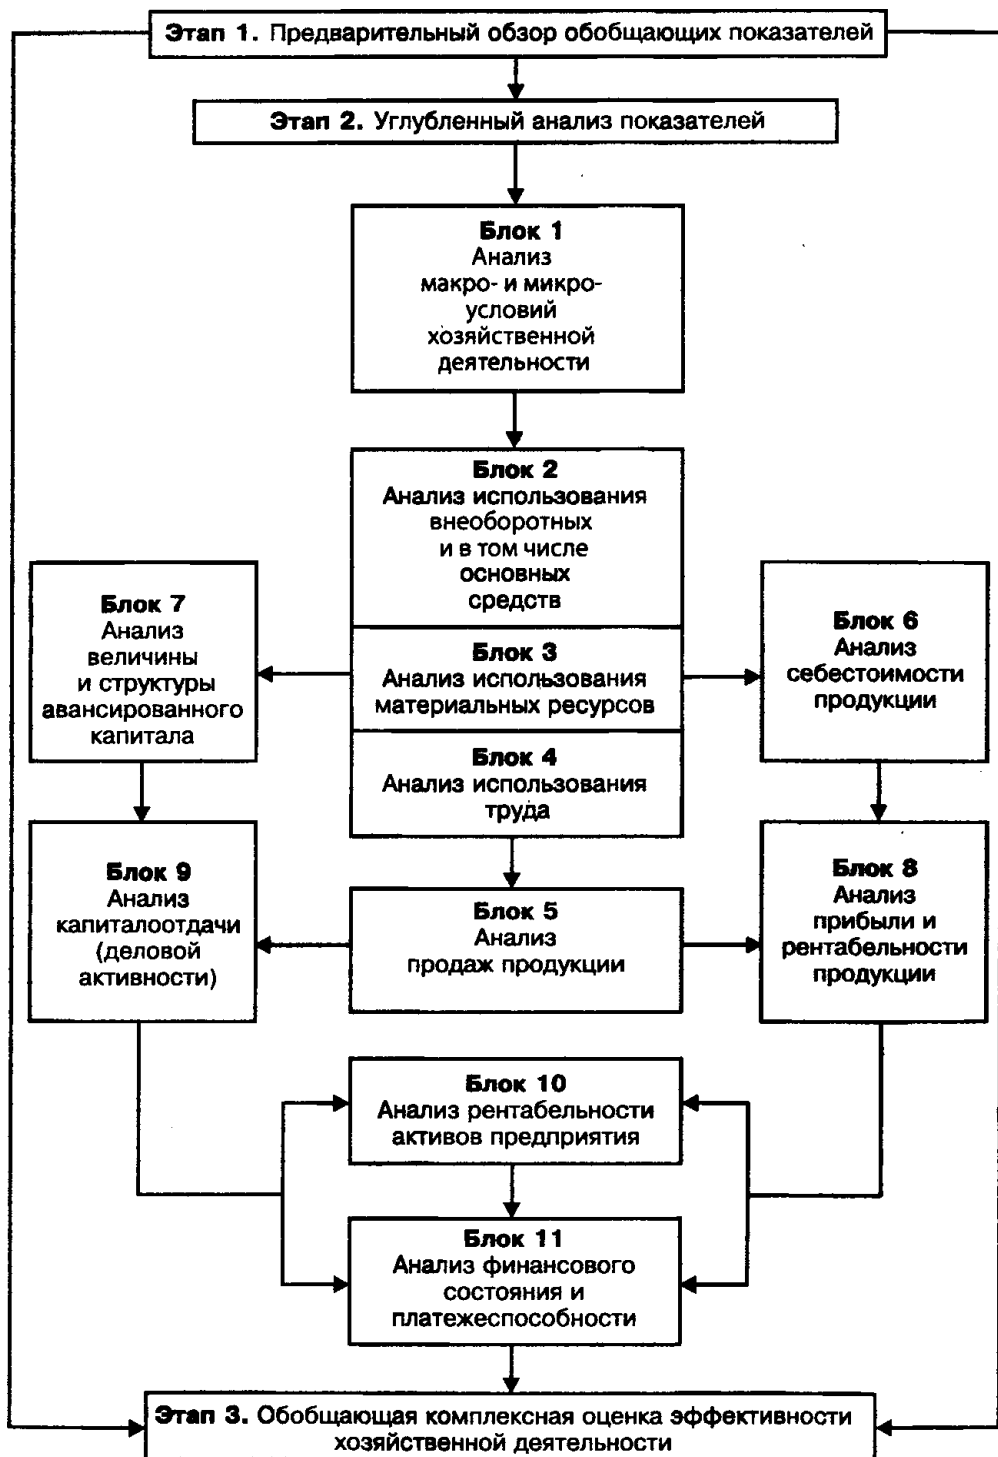 Этап 1. Предварительный обзор обобщающих показателей
Этап 2. Углубленный анализ показателей
Блок 1
Анализ
макро- и микро-
условий
хозяйственной
деятельности
Блок 2
Анализ использования
внеоборотных
и в том числе
основных
средств
Блок 7
Анализ
величины
и структуры
авансированного
капитала
Блок 3
Анализ использования
материальных ресурсов
Блок 6
Анализ
себестоимости
продукции
Блок 4
Анализ использования
труда
Блок 9
Анализ
капиталоотдачи
(деловой
активности)
Блок 5
Анализ
продаж продукции
Блок 8
Анализ
прибыли и
рентабельности
продукции
Блок 10
Анализ рентабельности
активов предприятия
Блок 11
Анализ финансового
состояния и
платежеспособности
Этап 3. Обобщающая комплексная оценка эффективности
хозяйственной деятельности